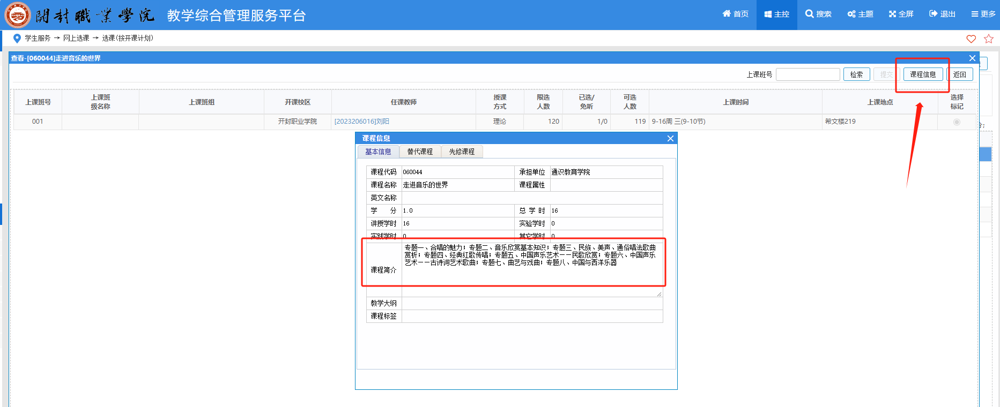 開封職業學院 教学综合管理服务平台 首页 主控 搜索 主题 全屏 退出 更多
学生服务 → 网上选课 → 选课(按开课计划)
查看-[060044]走进音乐的世界
上课班号 检索 提交 课程信息 返回
上课班号 上课班级名称 上课班组 开课校区 任课教师 授课方式 限选人数 已选/免听 可选人数 上课时间 上课地点 选择标记
001 开封职业学院 [2023206016]刘阳 理论 120 1/0 119 9-16周 三(9-10节) 希文楼219
课程信息
基本信息 替代课程 先修课程
课程代码 060044 承担单位 通识教育学院
课程名称 走进音乐的世界 课程属性
英文名称
学 分 1.0 总 学 时 16
讲授学时 16 实验学时 0
实践学时 0 其它学时 0
课程简介
专题一、合唱的魅力；专题二、音乐欣赏基本知识；专题三、民族、美声、通俗唱法歌曲
赏析；专题四、经典红歌传唱；专题五、中国声乐艺术——民歌欣赏；专题六、中国声乐
艺术——古诗词艺术歌曲；专题七、曲艺与戏曲；专题八、中国与西洋乐器
教学大纲
课程标签